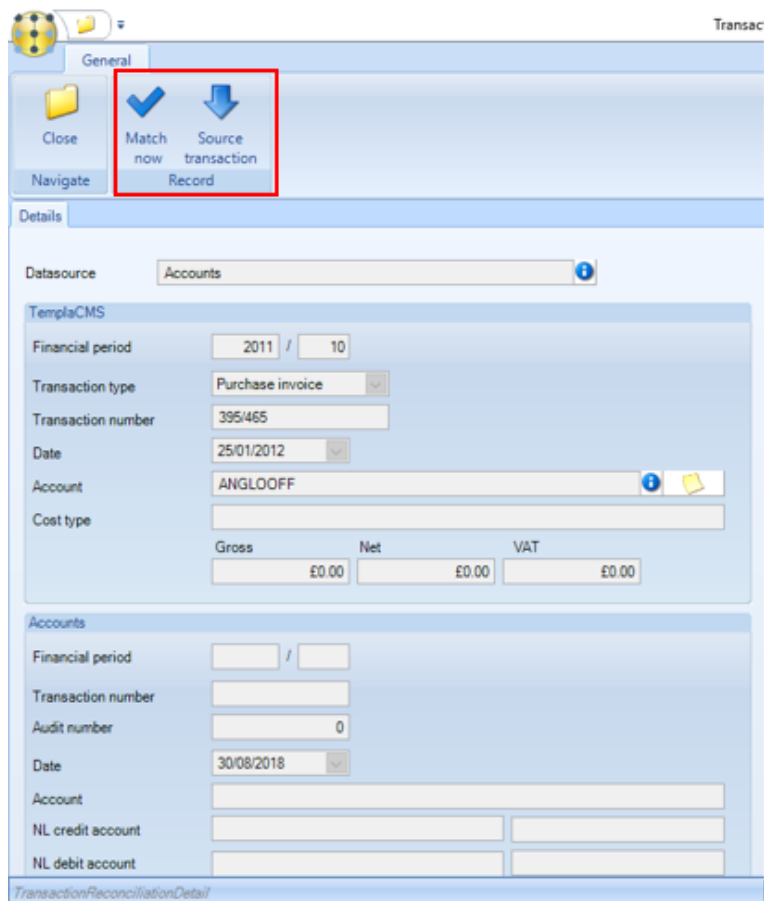 Transac
General
Close
Match now
Source transaction
Navigate
Record
Details
Datasource Accounts
TemplaCMS
Financial period 2011 / 10
Transaction type Purchase invoice
Transaction number 395/465
Date 25/01/2012
Account ANGLOOFF
Cost type
Gross Net VAT
£0.00 £0.00 £0.00
Accounts
Financial period /
Transaction number
Audit number 0
Date 30/08/2018
Account
NL credit account
NL debit account
TransactionReconciliationDetail